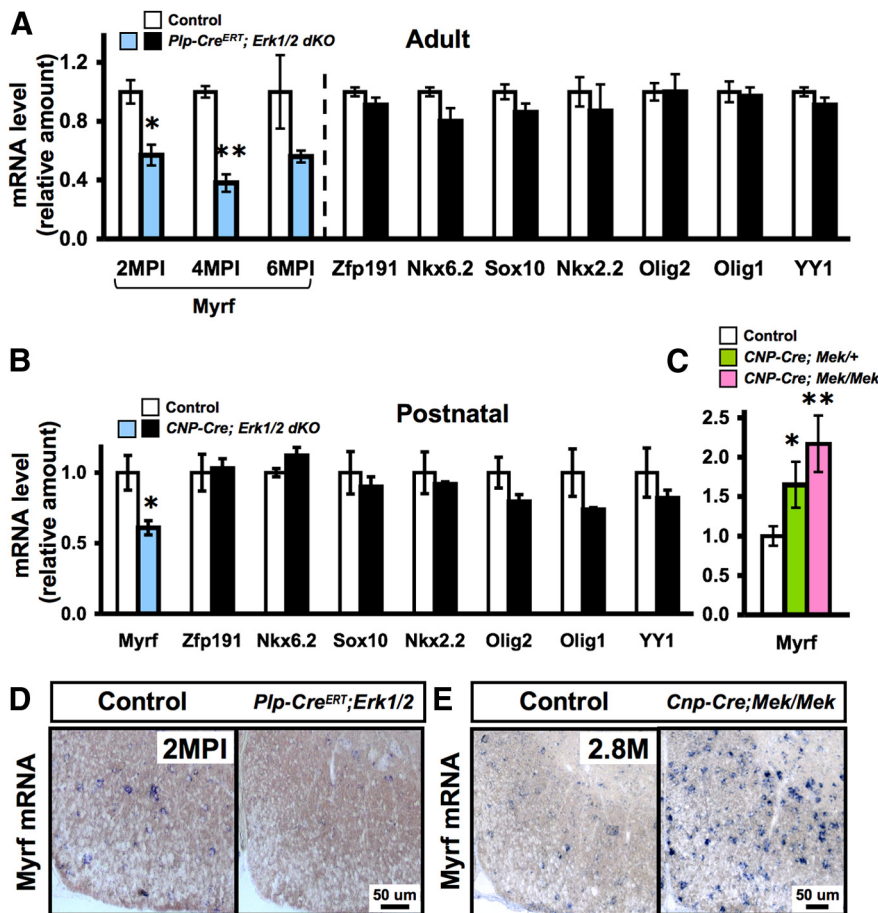 A
Control
Plp-CreERT; Erk1/2 dKO
Adult
mRNA level
(relative amount)
1.2
0.8
0.4
0.0
*
**
2MPI 4MPI 6MPI Zfp191 Nkx6.2 Sox10 Nkx2.2 Olig2 Olig1 YY1
Myrf
B
Control
CNP-Cre; Erk1/2 dKO
Postnatal
mRNA level
(relative amount)
1.0
0.5
0.0
*
Myrf Zfp191 Nkx6.2 Sox10 Nkx2.2 Olig2 Olig1 YY1
C
Control
CNP-Cre; Mek/+
CNP-Cre; Mek/Mek
2.5
2.0
1.5
1.0
0.5
0.0
*
**
Myrf
D
Control Plp-CreERT;Erk1/2
Myrf mRNA
2MPI
50 um
E
Control Cnp-Cre;Mek/Mek
Myrf mRNA
2.8M
50 um